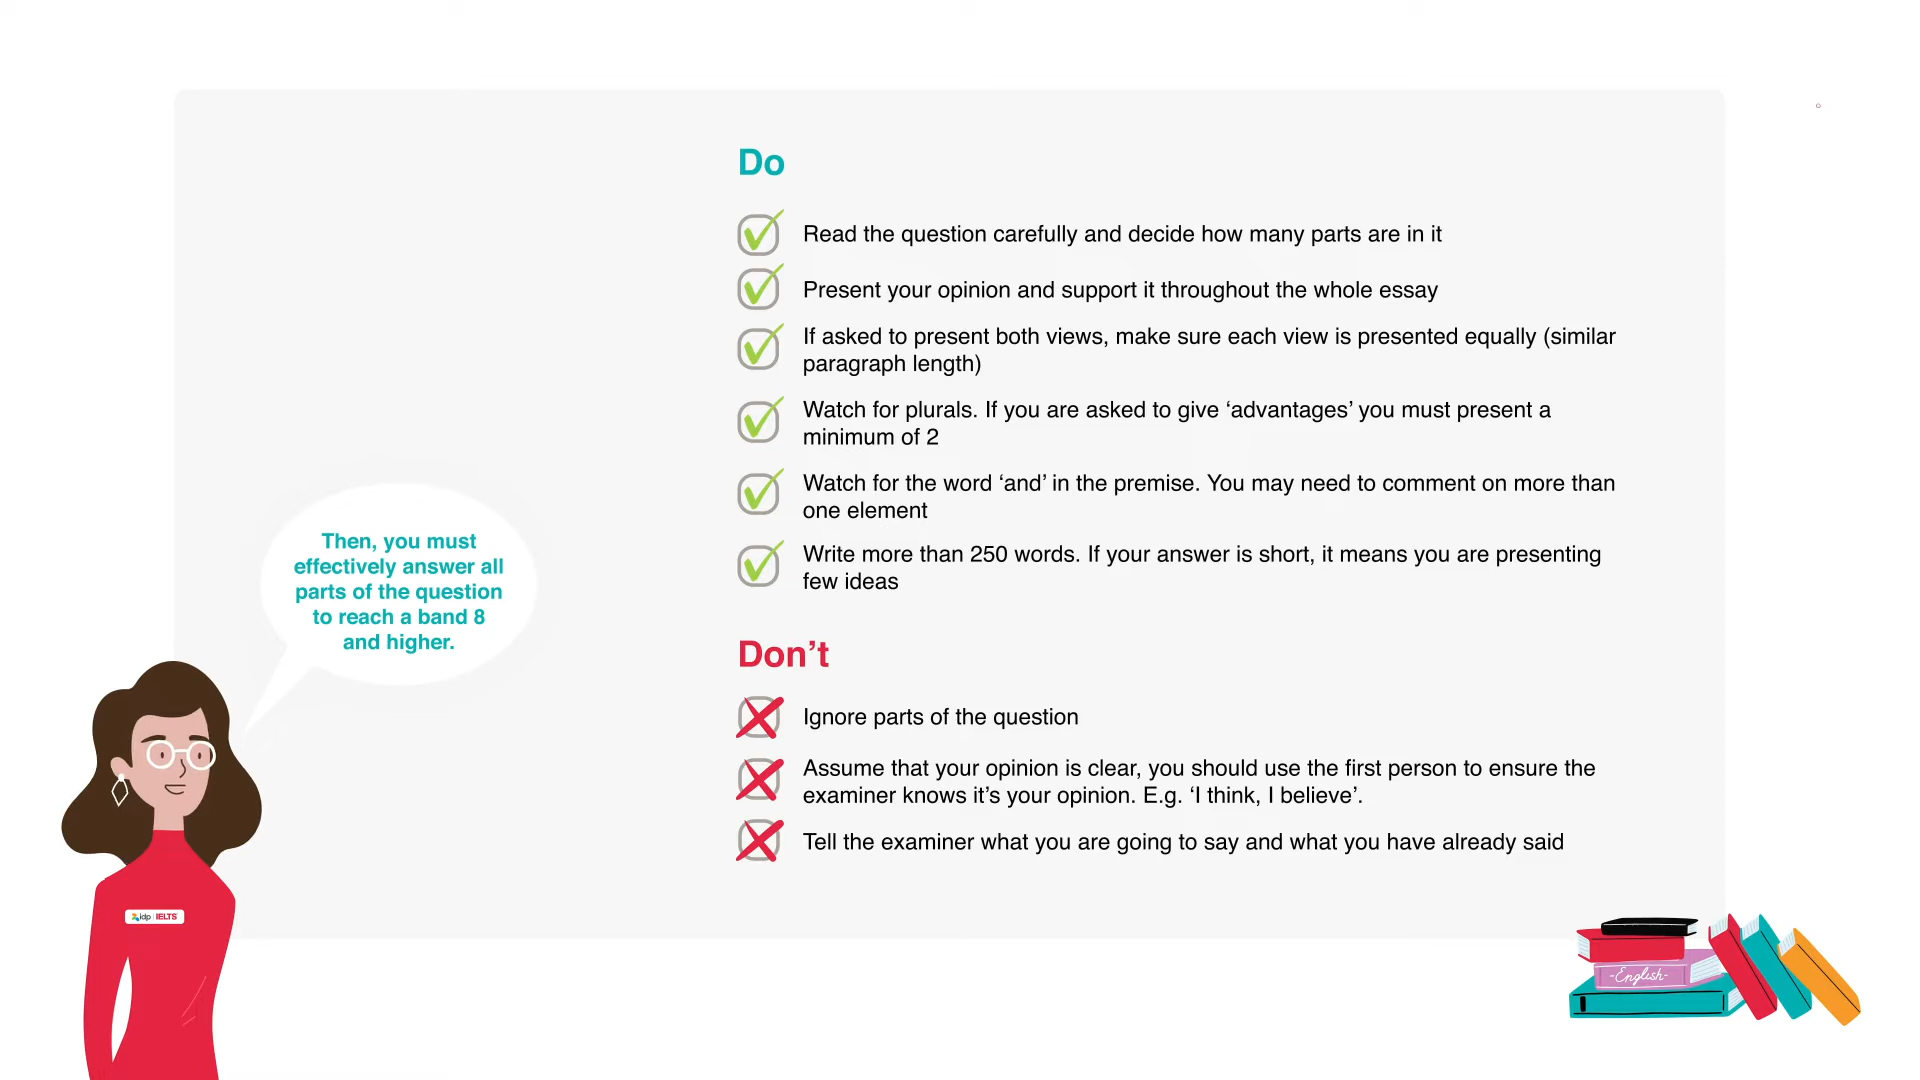 Do
Read the question carefully and decide how many parts are in it
Present your opinion and support it throughout the whole essay
If asked to present both views, make sure each view is presented equally (similar
paragraph length)
Watch for plurals. If you are asked to give ‘advantages’ you must present a
minimum of 2
Watch for the word ‘and’ in the premise. You may need to comment on more than
one element
Write more than 250 words. If your answer is short, it means you are presenting
few ideas
Then, you must
effectively answer all
parts of the question
to reach a band 8
and higher.
Don’t
Ignore parts of the question
Assume that your opinion is clear, you should use the first person to ensure the
examiner knows it’s your opinion. E.g. ‘I think, I believe’.
Tell the examiner what you are going to say and what you have already said
idp IELTS
-English-